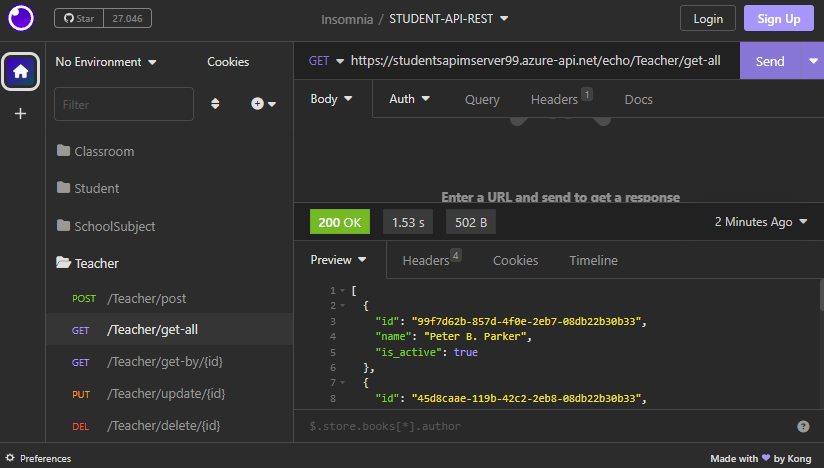 Star 27.046
Insomnia / STUDENT-API-REST
Login
Sign Up
No Environment
Cookies
Filter
Classroom
Student
SchoolSubject
Teacher
POST /Teacher/post
GET /Teacher/get-all
GET /Teacher/get-by/{id}
PUT /Teacher/update/{id}
DEL /Teacher/delete/{id}
GET https://studentsapimserver99.azure-api.net/echo/Teacher/get-all
Send
Body
Auth
Query
Headers 1
Docs
Enter a URL and send to get a response
200 OK
1.53 s
502 B
2 Minutes Ago
Preview
Headers 4
Cookies
Timeline
1 [
2 {
3 "id": "99f7d62b-857d-4f0e-2eb7-08db22b30b33",
4 "name": "Peter B. Parker",
5 "is_active": true
6 },
7 {
8 "id": "45d8caae-119b-42c2-2eb8-08db22b30b33",
$.store.books[*].author
?
Preferences
Made with ♥ by Kong